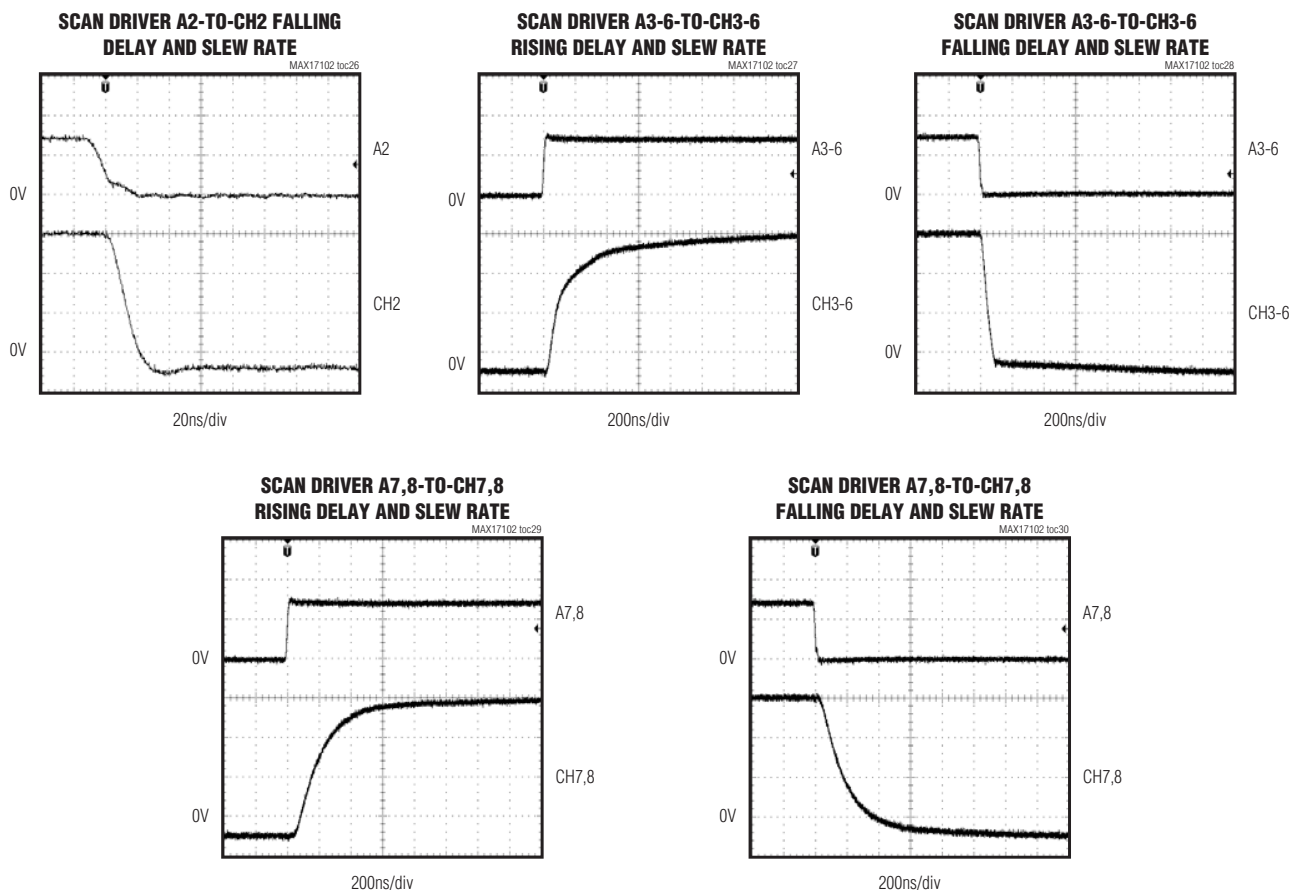 SCAN DRIVER A2-TO-CH2 FALLING
DELAY AND SLEW RATE
MAX17102 toc26
A2
0V
CH2
0V
20ns/div
SCAN DRIVER A3-6-TO-CH3-6
RISING DELAY AND SLEW RATE
MAX17102 toc27
A3-6
0V
CH3-6
0V
200ns/div
SCAN DRIVER A3-6-TO-CH3-6
FALLING DELAY AND SLEW RATE
MAX17102 toc28
A3-6
0V
CH3-6
0V
200ns/div
SCAN DRIVER A7,8-TO-CH7,8
RISING DELAY AND SLEW RATE
MAX17102 toc29
A7,8
0V
CH7,8
0V
200ns/div
SCAN DRIVER A7,8-TO-CH7,8
FALLING DELAY AND SLEW RATE
MAX17102 toc30
A7,8
0V
CH7,8
0V
200ns/div